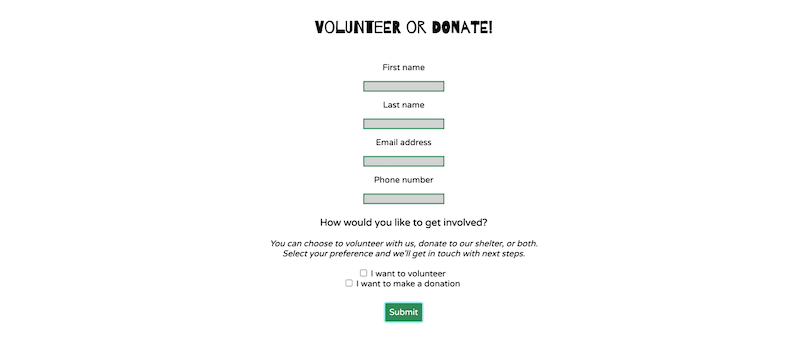 VOLUNTEER OR DONATE!
First name
Last name
Email address
Phone number
How would you like to get involved?
You can choose to volunteer with us, donate to our shelter, or both.
Select your preference and we'll get in touch with next steps.
I want to volunteer
I want to make a donation
Submit